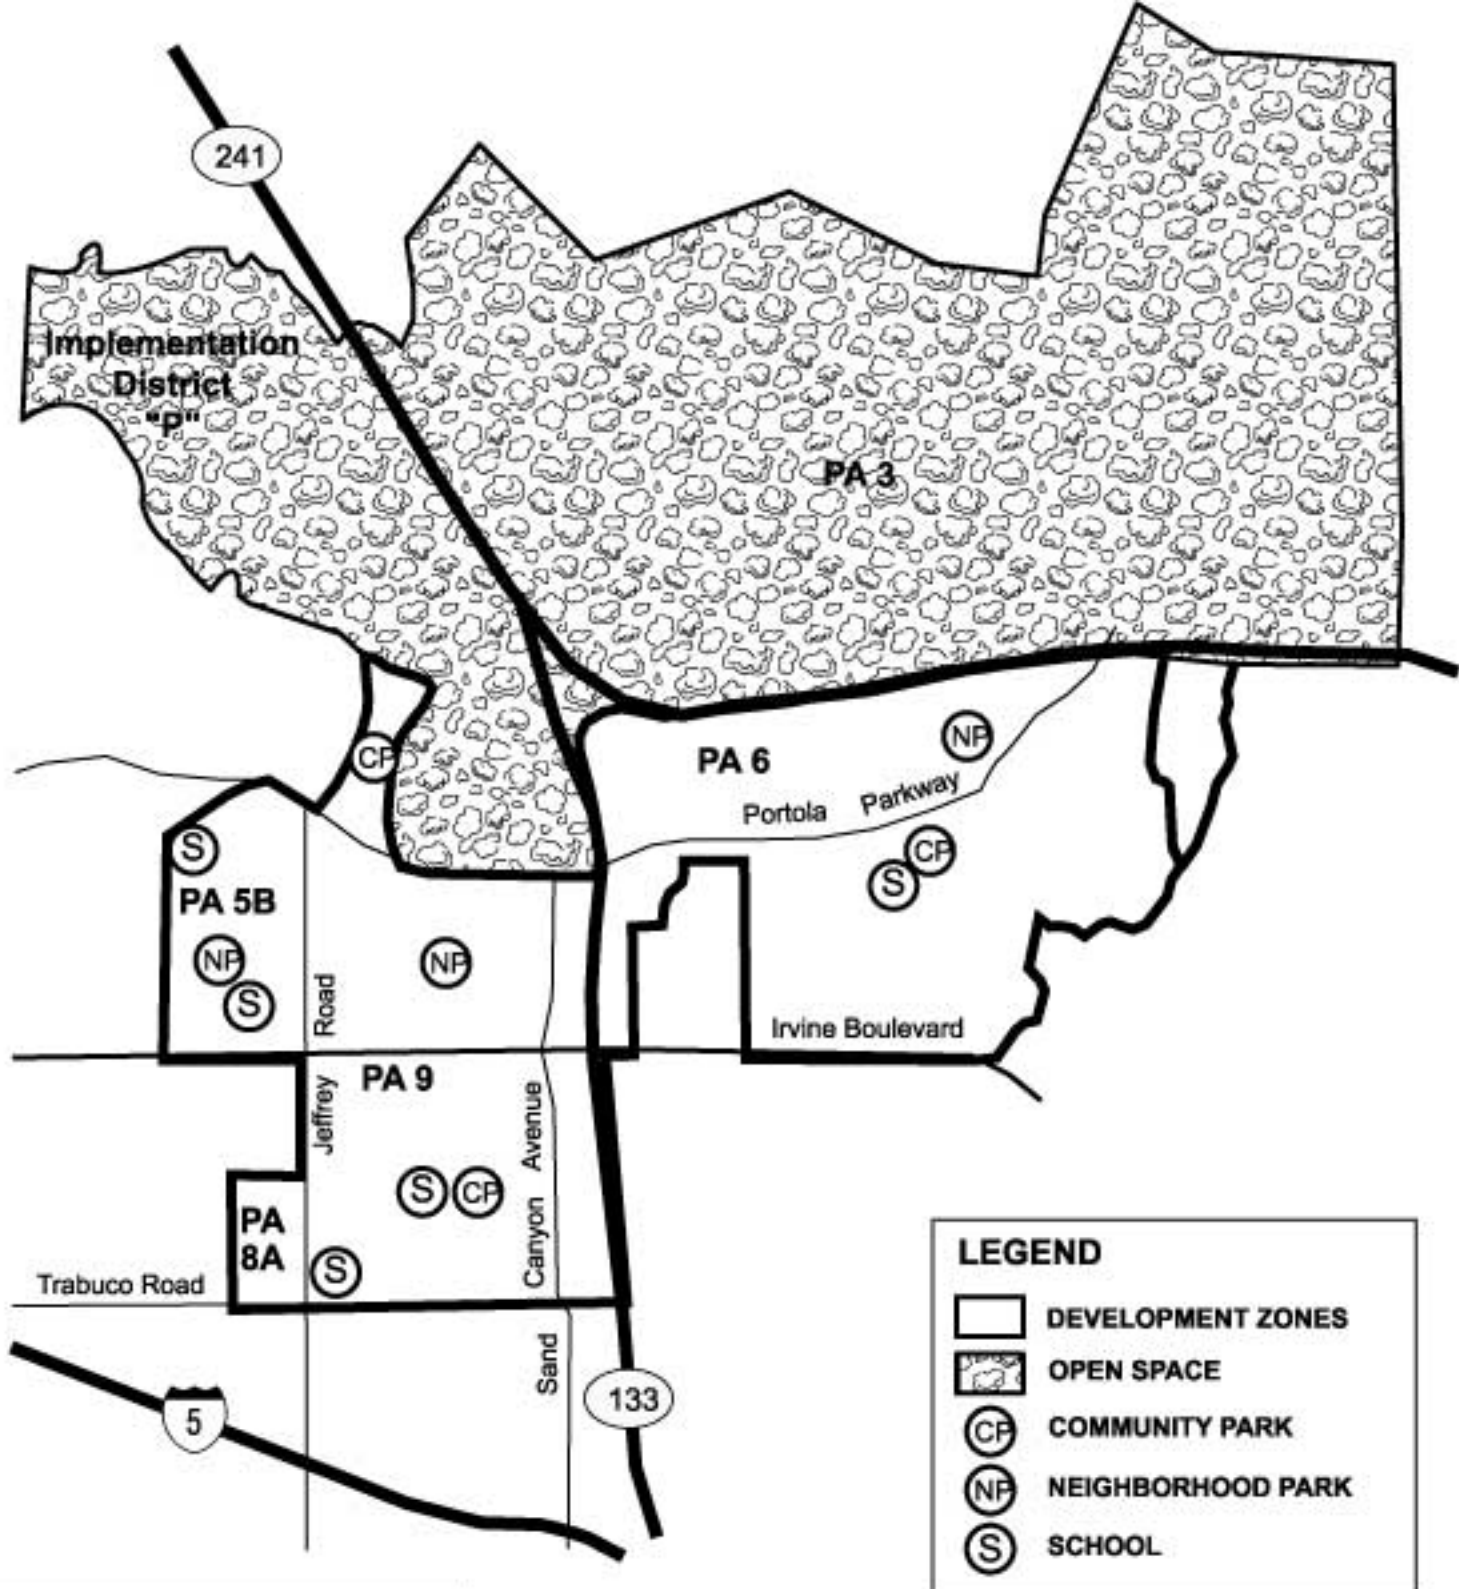 241
Implementation
District
"P"
PA 3
CP
PA 6
NP
Portola Parkway
S
CP
S
PA 5B
NP
S
NP
Road
Irvine Boulevard
PA 9
Jeffrey
Avenue
Canyon
S
CP
PA
8A
S
Trabuco Road
Sand
133
5
LEGEND
DEVELOPMENT ZONES
OPEN SPACE
CP COMMUNITY PARK
NP NEIGHBORHOOD PARK
S SCHOOL